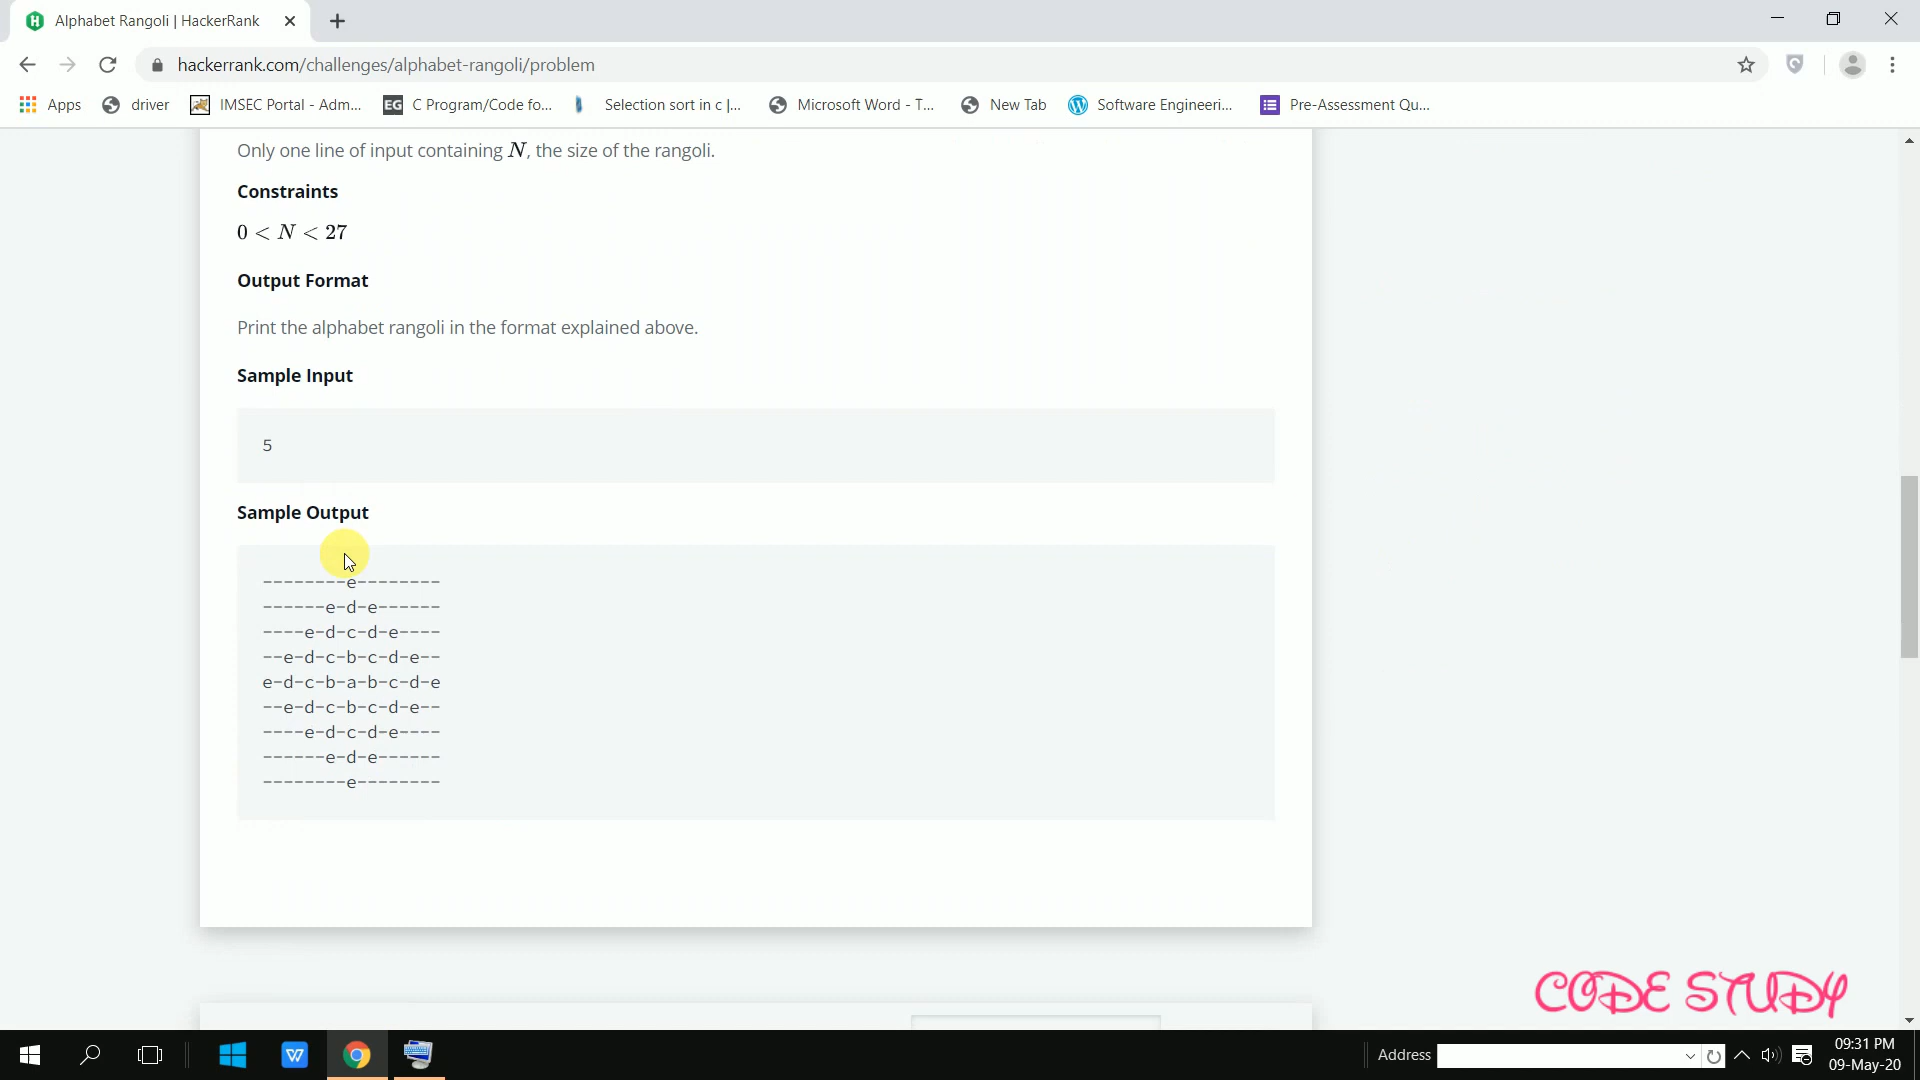 Alphabet Rangoli | HackerRank
hackerrank.com/challenges/alphabet-rangoli/problem
Apps driver IMSEC Portal - Adm... EG C Program/Code fo... Selection sort in c |... Microsoft Word - T... New Tab Software Engineeri... Pre-Assessment Qu...
Only one line of input containing N, the size of the rangoli.
Constraints
0 < N < 27
Output Format
Print the alphabet rangoli in the format explained above.
Sample Input
5
Sample Output
--------e--------
------e-d-e------
----e-d-c-d-e----
--e-d-c-b-c-d-e--
e-d-c-b-a-b-c-d-e
--e-d-c-b-c-d-e--
----e-d-c-d-e----
------e-d-e------
--------e--------
CODE STUDY
Address
09:31 PM
09-May-20